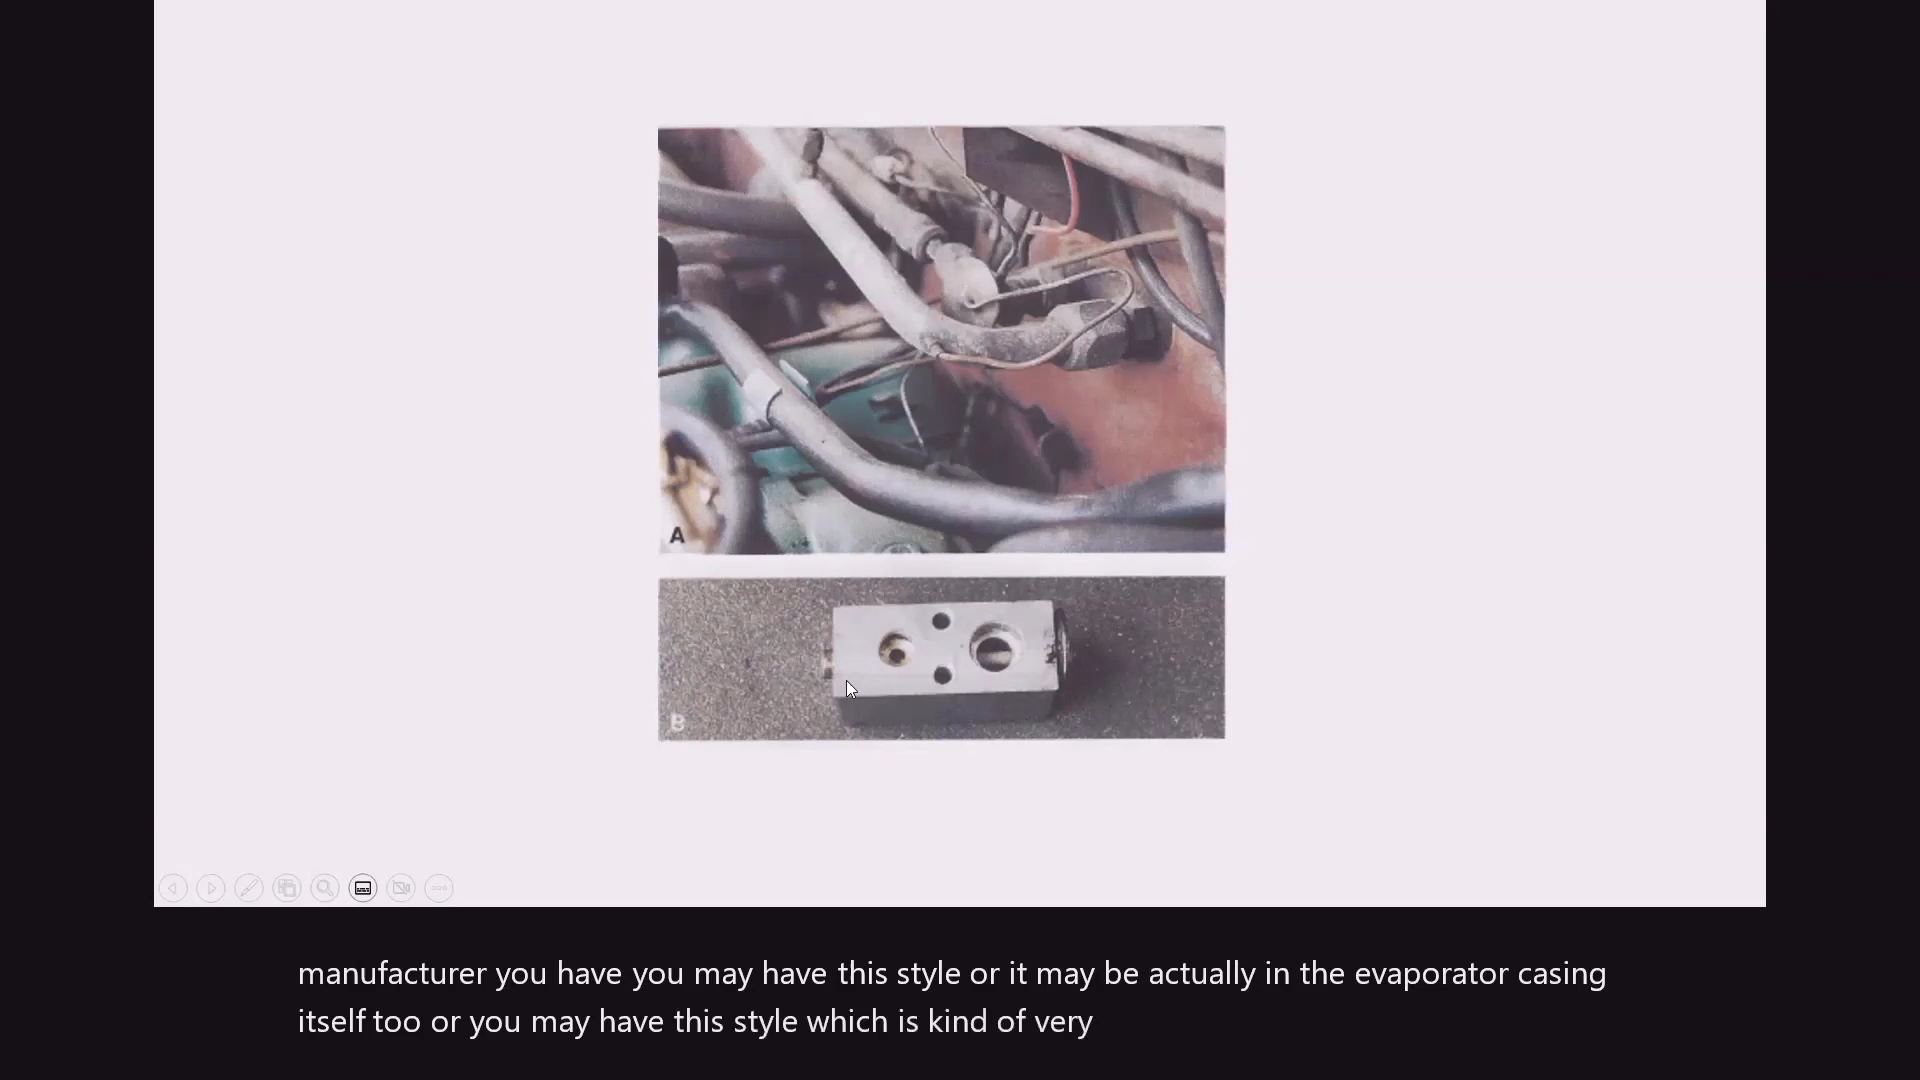 A
B
manufacturer you have you may have this style or it may be actually in the evaporator casing
itself too or you may have this style which is kind of very